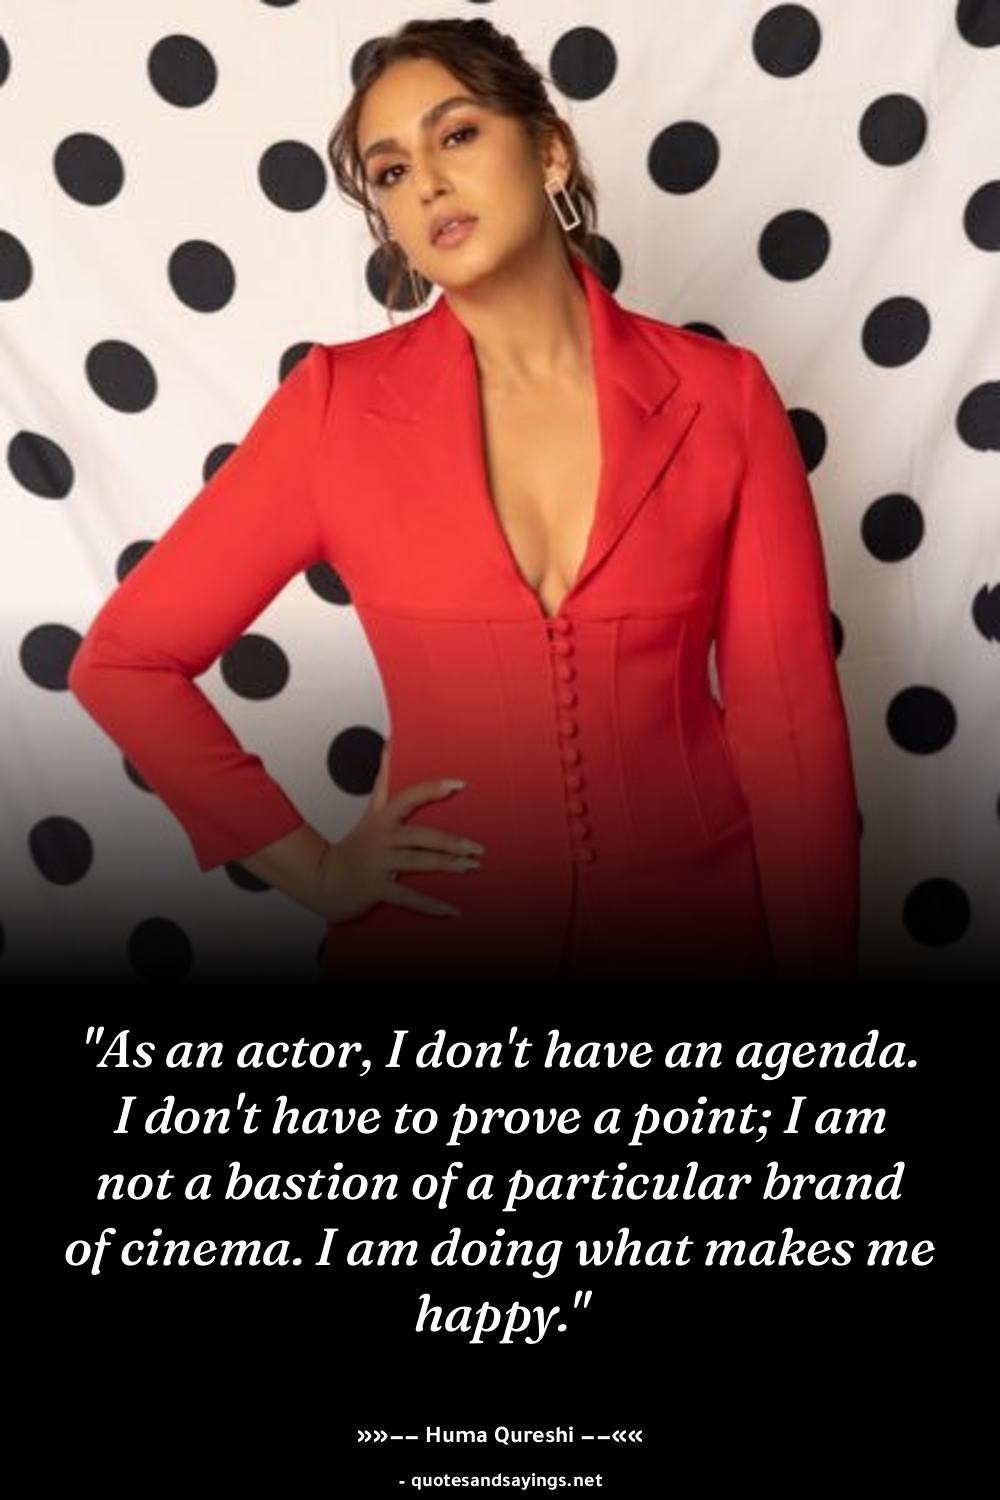 "As an actor, I don't have an agenda.
I don't have to prove a point; I am
not a bastion of a particular brand
of cinema. I am doing what makes me
happy."
»»−− Huma Qureshi −−««
- quotesandsayings.net